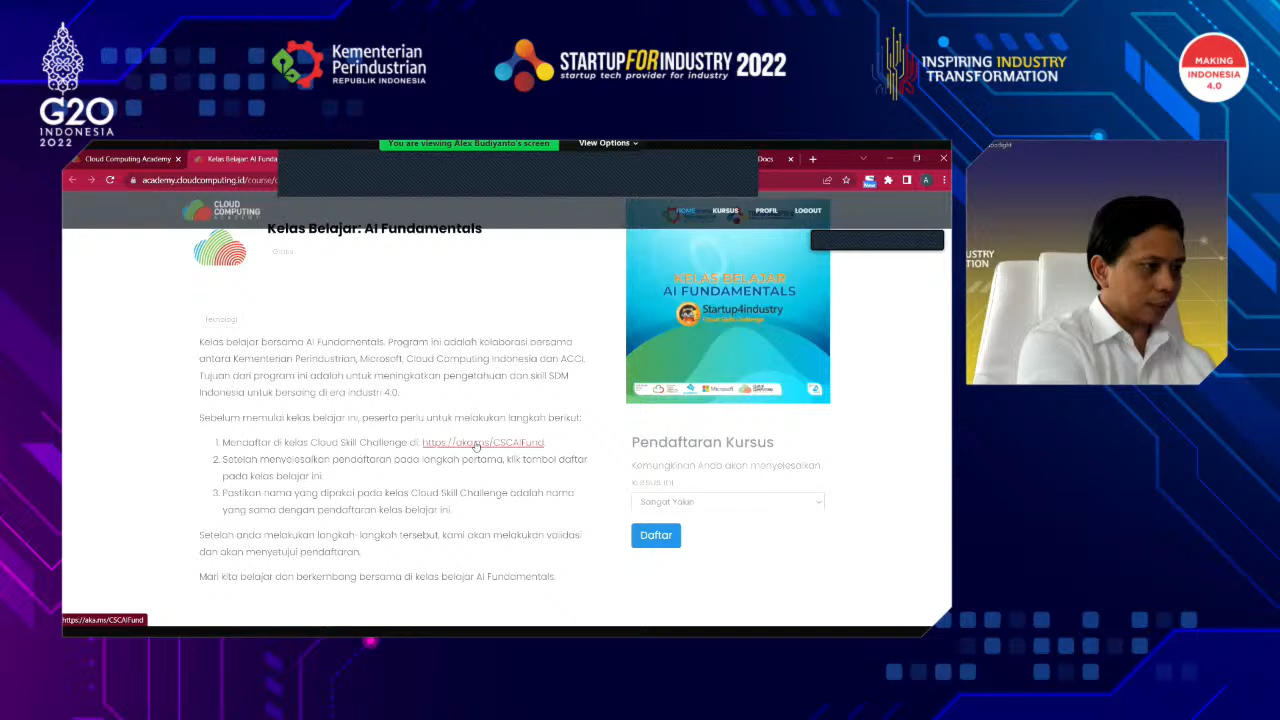 G20
INDONESIA
2022
Kementerian
Perindustrian
REPUBLIK INDONESIA
STARTUPFORINDUSTRY 2022
startup tech provider for industry
INSPIRING INDUSTRY
TRANSFORMATION
MAKING
INDONESIA
4.0
You are viewing Alex Budiyanto's screen
View Options
Cloud Computing Academy
Kelas Belajar: AI Funda
Docs
academy.cloudcomputing.id/course/
CLOUD
COMPUTING
ACADEMY
HOME
KURSUS
PROFIL
LOGOUT
Kelas Belajar: AI Fundamentals
Gratis
Teknologi
Kelas belajar bersama AI Fundamentals. Program ini adalah kolaborasi bersama
antara Kementerian Perindustrian, Microsoft, Cloud Computing Indonesia dan ACCI.
Tujuan dari program ini adalah untuk meningkatkan pengetahuan dan skill SDM
Indonesia untuk bersaing di era industri 4.0.
Sebelum memulai kelas belajar ini, peserta perlu untuk melakukan langkah berikut:
1. Mendaftar di kelas Cloud Skill Challenge di: https://aka.ms/CSCAIFund
2. Setelah menyelesaikan pendaftaran pada langkah pertama, klik tombol daftar
pada kelas belajar ini.
3. Pastikan nama yang dipakai pada kelas Cloud Skill Challenge adalah nama
yang sama dengan pendaftaran kelas belajar ini.
Setelah anda melakukan langkah-langkah tersebut, kami akan melakukan validasi
dan akan menyetujui pendaftaran.
Mari kita belajar dan berkembang bersama di kelas belajar AI Fundamentals.
KELAS BELAJAR
AI FUNDAMENTALS
Startup4industry
Cloud Skills Challenge
Microsoft
Pendaftaran Kursus
Kemungkinan Anda akan menyelesaikan
kursus ini
Sangat Yakin
Daftar
https://aka.ms/CSCAIFund
USTRY
TION